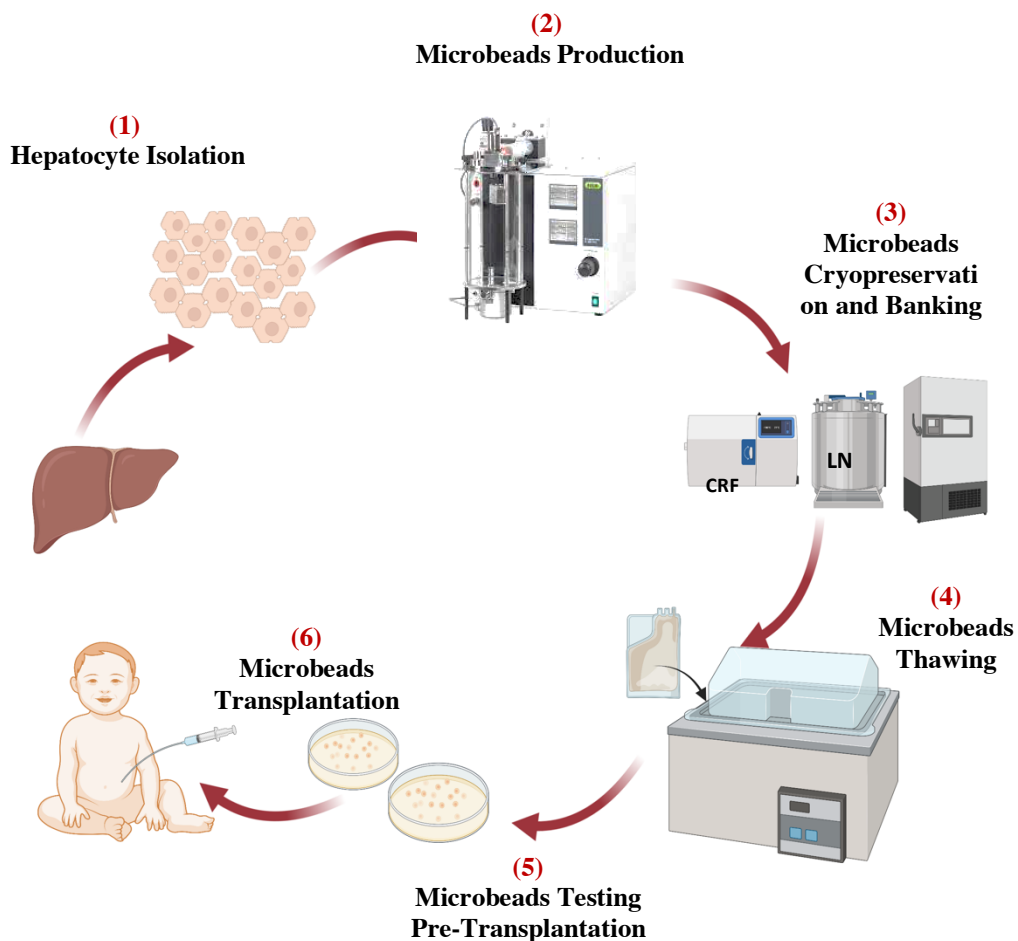 (1)
Hepatocyte Isolation
(2)
Microbeads Production
(3)
Microbeads
Cryopreservati
on and Banking
CRF
LN
(4)
Microbeads
Thawing
(5)
Microbeads Testing
Pre-Transplantation
(6)
Microbeads
Transplantation